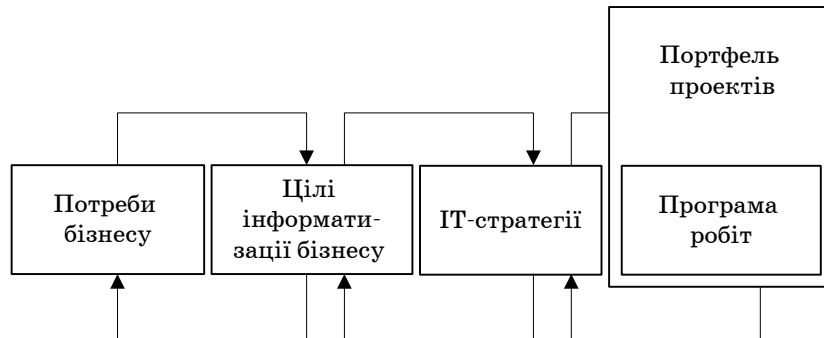 Портфель
проектів
Потреби
бізнесу
Цілі
інформати-
зації бізнесу
ІТ-стратегії
Програма
робіт